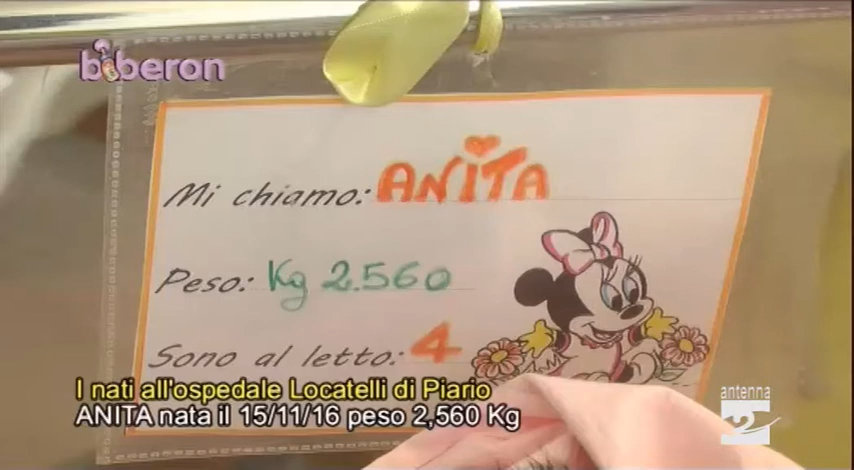 biberon
Mi chiamo: ANITA
Peso: Kg 2.560
Sono al letto: 4
I nati all'ospedale Locatelli di Piario
ANITA nata il 15/11/16 peso 2,560 Kg
antenna
2